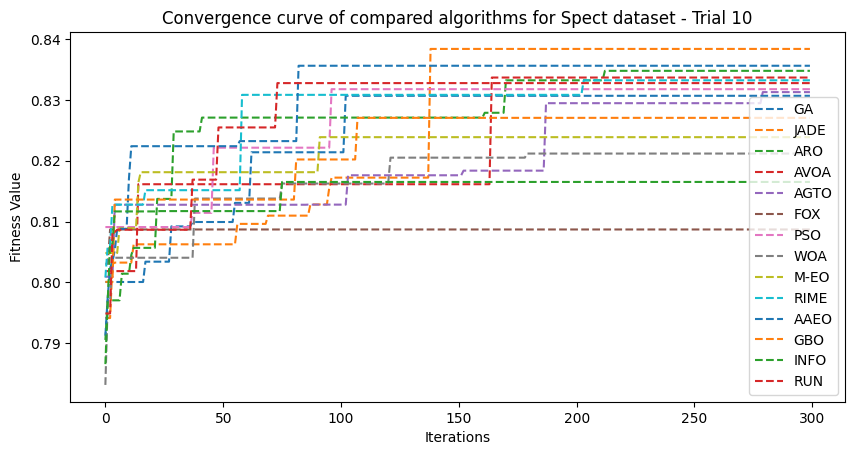 Convergence curve of compared algorithms for Spect dataset - Trial 10
Fitness Value
0.84
0.83
0.82
0.81
0.80
0.79
0
50
100
150
200
250
300
Iterations
GA
JADE
ARO
AVOA
AGTO
FOX
PSO
WOA
M-EO
RIME
AAEO
GBO
INFO
RUN